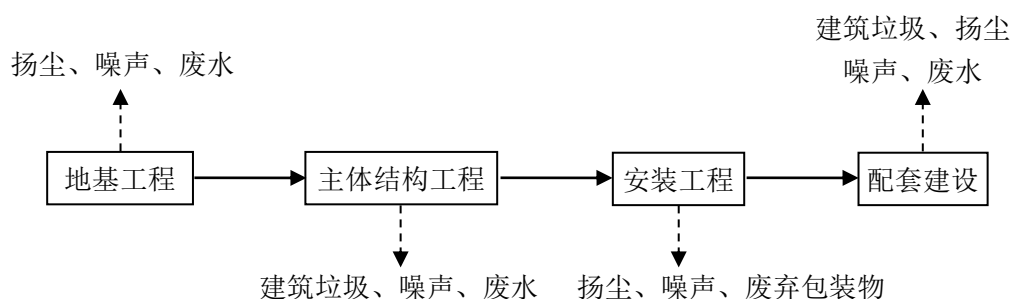 建筑垃圾、扬尘
噪声、废水
扬尘、噪声、废水
地基工程
主体结构工程
安装工程
配套建设
建筑垃圾、噪声、废水
扬尘、噪声、废弃包装物